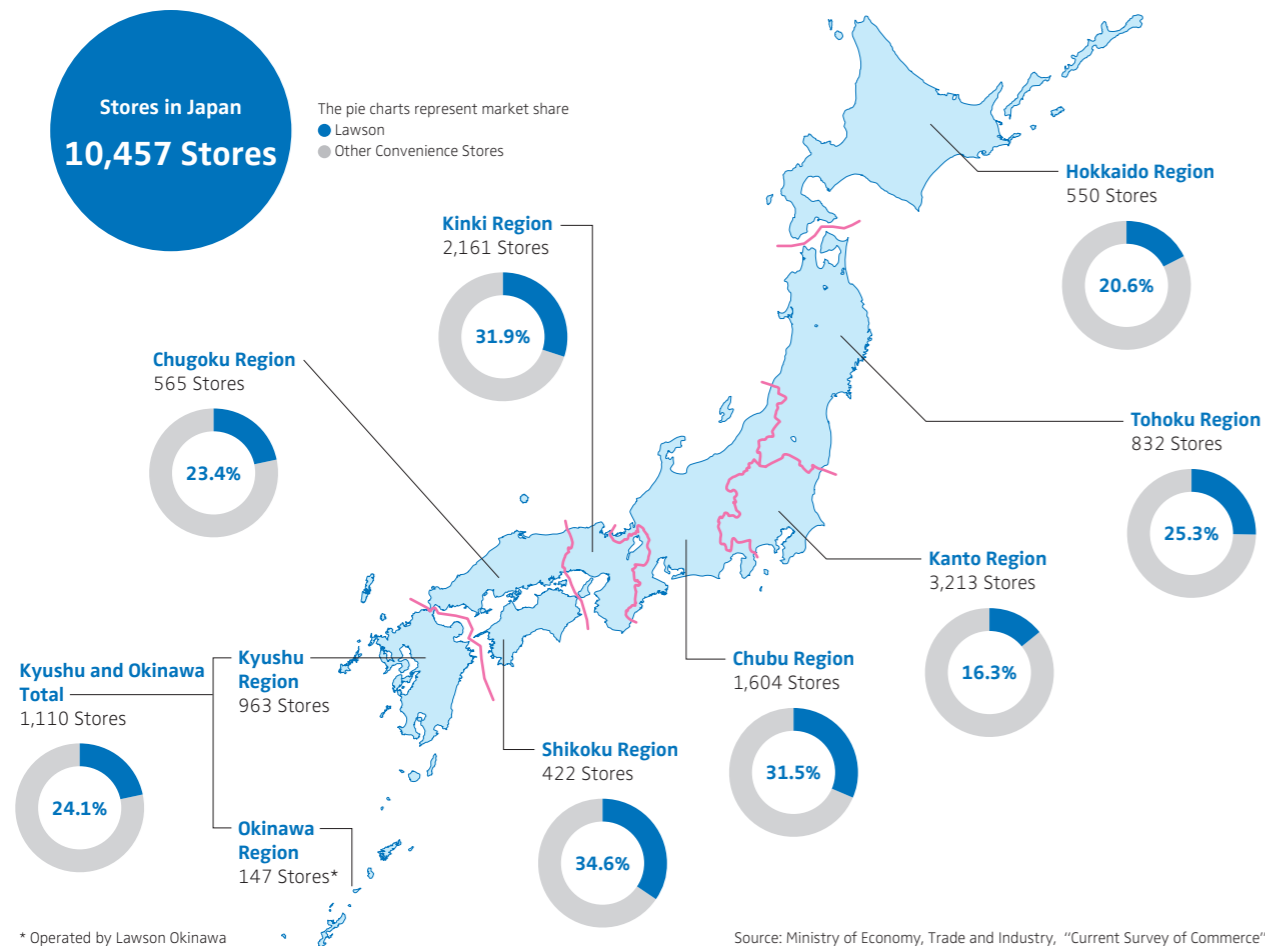 Stores in Japan
10,457 Stores
The pie charts represent market share
Lawson
Other Convenience Stores
Hokkaido Region
550 Stores
20.6%
Kinki Region
2,161 Stores
31.9%
Chugoku Region
565 Stores
23.4%
Tohoku Region
832 Stores
25.3%
Kanto Region
3,213 Stores
16.3%
Chubu Region
1,604 Stores
31.5%
Kyushu and Okinawa
Total
1,110 Stores
24.1%
Kyushu
Region
963 Stores
Shikoku Region
422 Stores
34.6%
Okinawa
Region
147 Stores*
* Operated by Lawson Okinawa
Source: Ministry of Economy, Trade and Industry, “Current Survey of Commerce”